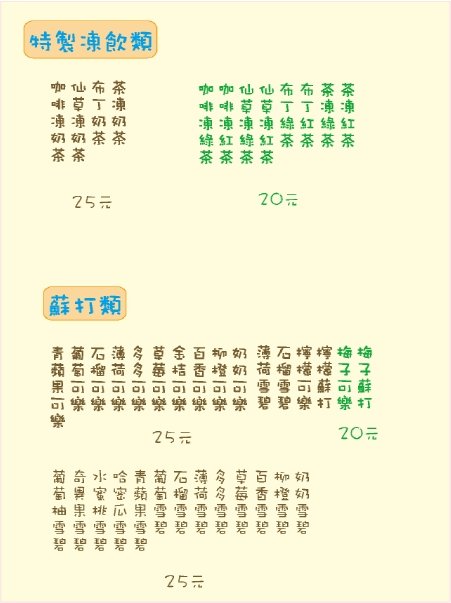 特製凍飲類
茶凍奶茶
布丁奶茶
仙草凍奶茶
咖啡凍奶茶
25元
茶凍紅茶
茶凍綠茶
布丁紅茶
布丁綠茶
仙草凍紅茶
仙草凍綠茶
咖啡凍紅茶
咖啡凍綠茶
20元
蘇打類
梅子蘇打
梅子可樂
20元
檸檬蘇打
檸檬可樂
石榴雪碧
薄荷雪碧
奶奶可樂
柳橙可樂
百香可樂
金桔可樂
草莓可樂
多多可樂
薄荷可樂
石榴可樂
葡萄可樂
青蘋果可樂
25元
奶奶雪碧
柳橙雪碧
百香雪碧
草莓雪碧
多多雪碧
薄荷雪碧
石榴雪碧
葡萄雪碧
青蘋果雪碧
哈密瓜雪碧
水蜜桃雪碧
奇異果雪碧
葡萄柚雪碧
25元